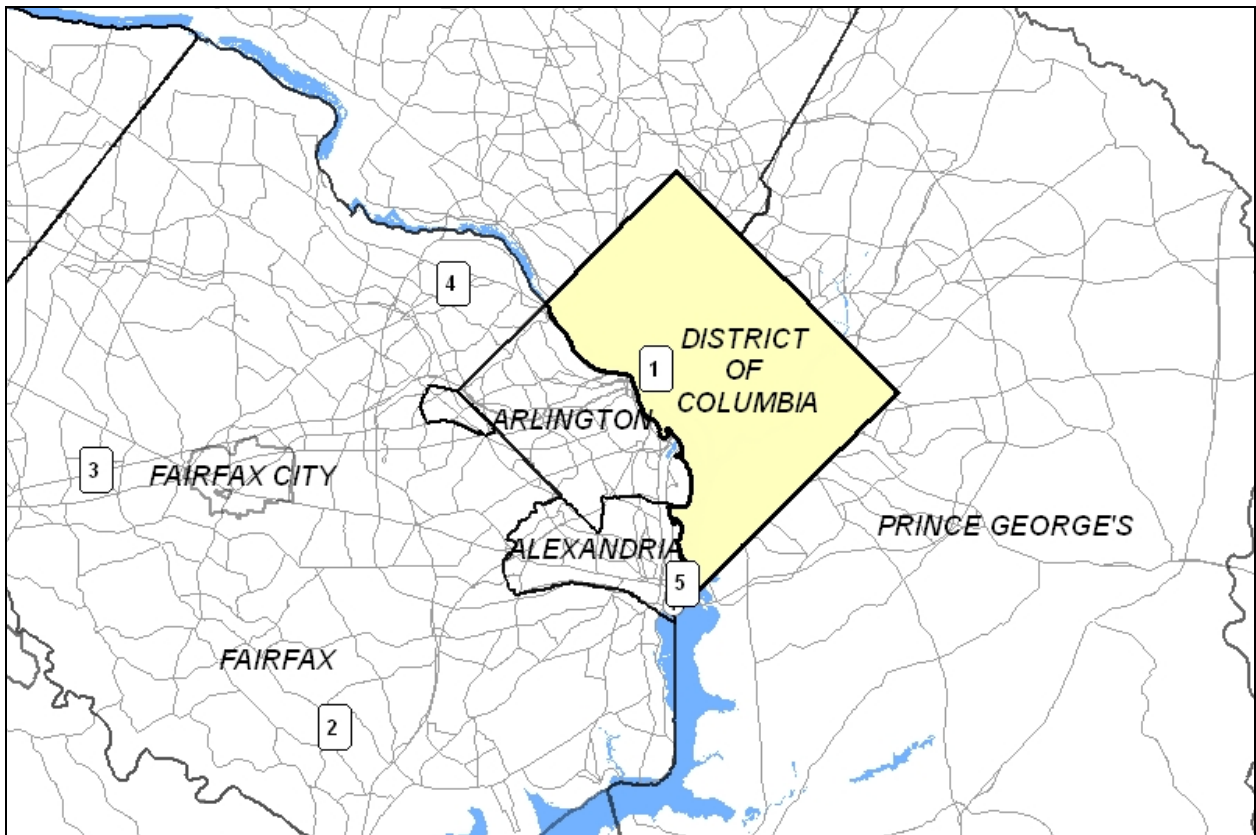 4
1
DISTRICT
OF
COLUMBIA
ARLINGTON
3
FAIRFAX CITY
PRINCE GEORGE'S
ALEXANDRIA
5
FAIRFAX
2